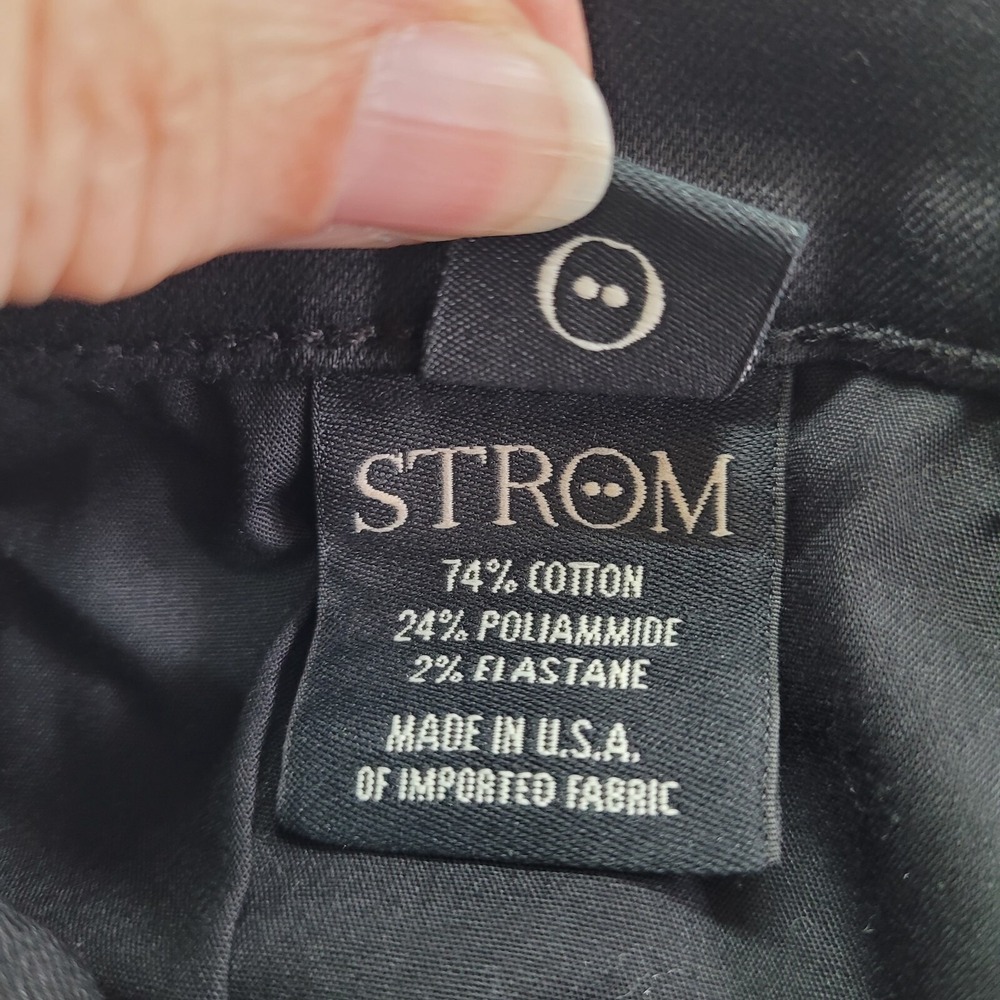 STROM
74% COTTON
24% POLIAMMIDE
2% ELASTANE
MADE IN U.S.A.
OF IMPORTED FABRIC